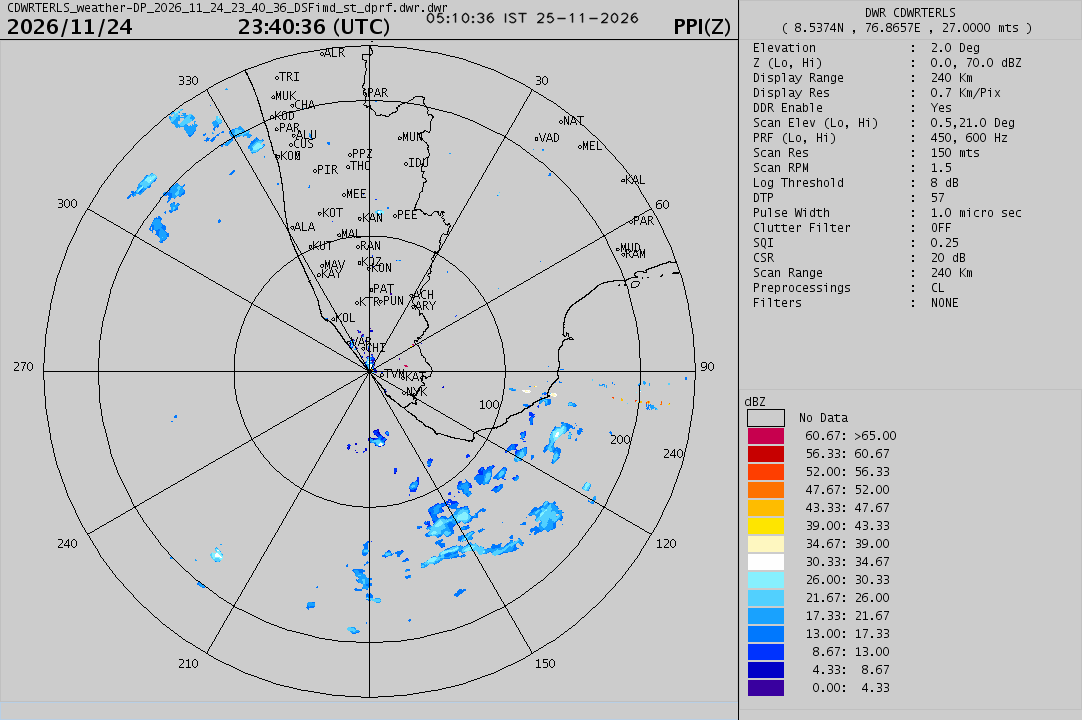 CDWRTERLS_weather-DP_2026_11_24_23_40_36_DSFimd_st_dprf.dwr.dwr
2026/11/24 23:40:36 (UTC) 05:10:36 IST 25-11-2026 PPI(Z)
DWR CDWRTERLS
( 8.5374N , 76.8657E , 27.0000 mts )
Elevation : 2.0 Deg
Z (Lo, Hi) : 0.0, 70.0 dBZ
Display Range : 240 Km
Display Res : 0.7 Km/Pix
DDR Enable : Yes
Scan Elev (Lo, Hi) : 0.5,21.0 Deg
PRF (Lo, Hi) : 450, 600 Hz
Scan Res : 150 mts
Scan RPM : 1.5
Log Threshold : 8 dB
DTP : 57
Pulse Width : 1.0 micro sec
Clutter Filter : OFF
SQI : 0.25
CSR : 20 dB
Scan Range : 240 Km
Preprocessings : CL
Filters : NONE
dBZ
No Data
60.67: >65.00
56.33: 60.67
52.00: 56.33
47.67: 52.00
43.33: 47.67
39.00: 43.33
34.67: 39.00
30.33: 34.67
26.00: 30.33
21.67: 26.00
17.33: 21.67
13.00: 17.33
8.67: 13.00
4.33: 8.67
0.00: 4.33
ALR
TRI
330
30
PAR
MUK
CHA
KOD
NAT
PAR
ALU
MUN
VAD
CUS
MEL
PPZ
THO
IDU
PIR
KAL
MEE
300
60
KOT
KAN
PEE
PAR
ALA
MAL
KUT
RAN
MUD
RAM
KOZ
KON
MAV
KAY
PAT
ACH
KTR
PUN
ARY
KOL
VAR
CHI
270
90
TVN
KAT
NYK
100
200
240
240
120
210
150